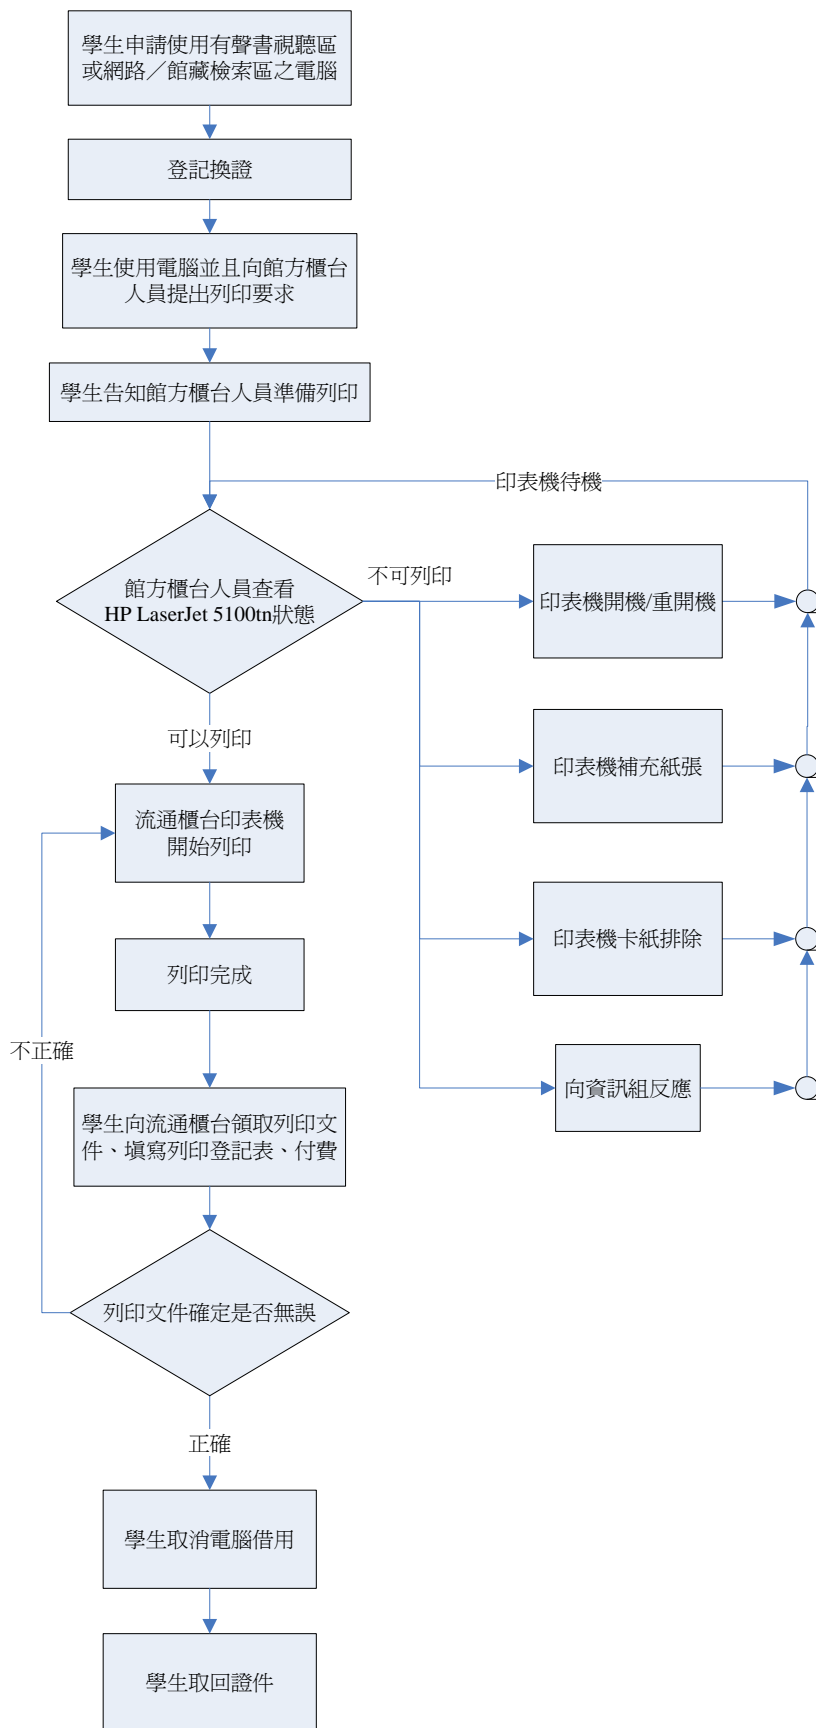 學生申請使用有聲書視聽區
或網路／館藏檢索區之電腦
登記換證
學生使用電腦並且向館方櫃台
人員提出列印要求
學生告知館方櫃台人員準備列印
印表機待機
館方櫃台人員查看
HP LaserJet 5100tn狀態
不可列印
印表機開機/重開機
可以列印
印表機補充紙張
流通櫃台印表機
開始列印
印表機卡紙排除
列印完成
不正確
向資訊組反應
學生向流通櫃台領取列印文
件、填寫列印登記表、付費
列印文件確定是否無誤
正確
學生取消電腦借用
學生取回證件